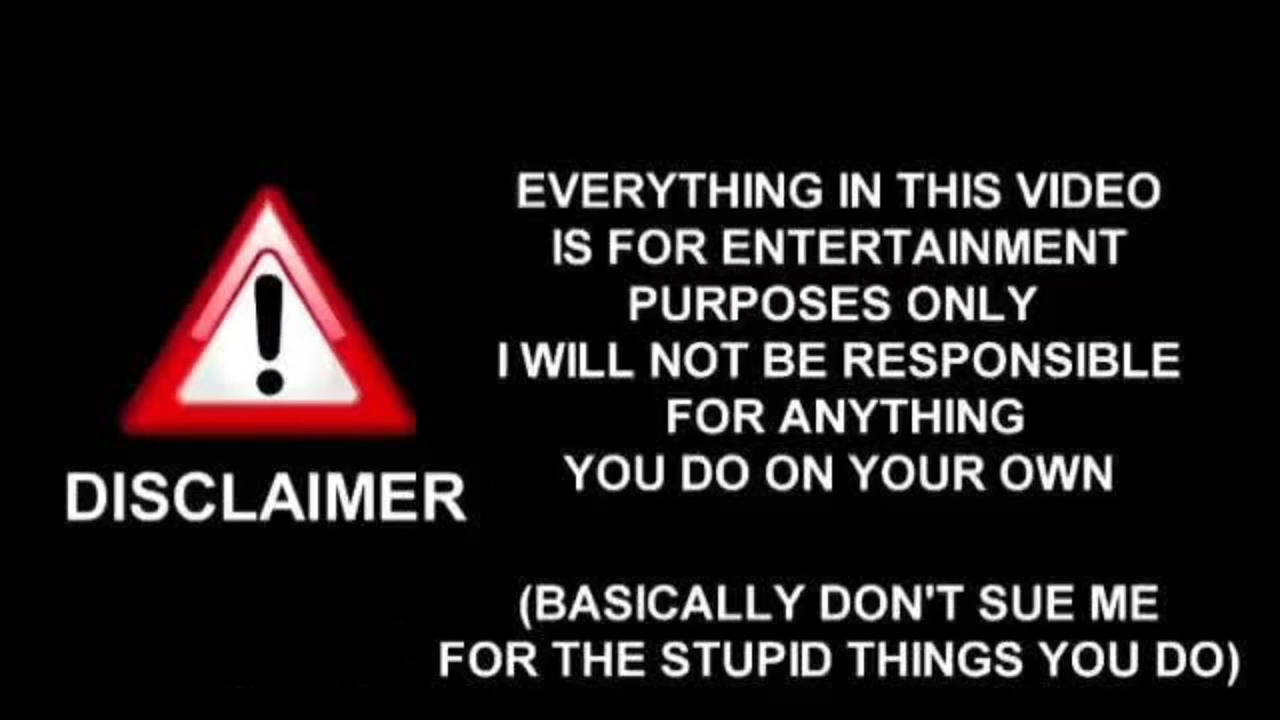 DISCLAIMER
EVERYTHING IN THIS VIDEO
IS FOR ENTERTAINMENT
PURPOSES ONLY
I WILL NOT BE RESPONSIBLE
FOR ANYTHING
YOU DO ON YOUR OWN
(BASICALLY DON'T SUE ME
FOR THE STUPID THINGS YOU DO)